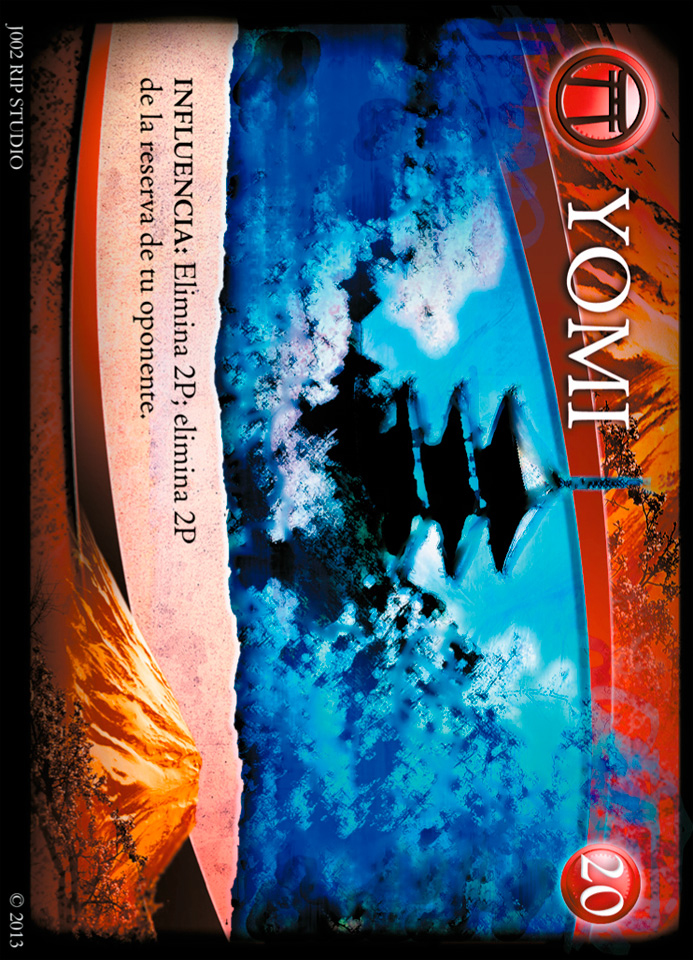 YOMI
20
INFLUENCIA: Elimina 2P; elimina 2P
de la reserva de tu oponente.
J002 RIP STUDIO
© 2013